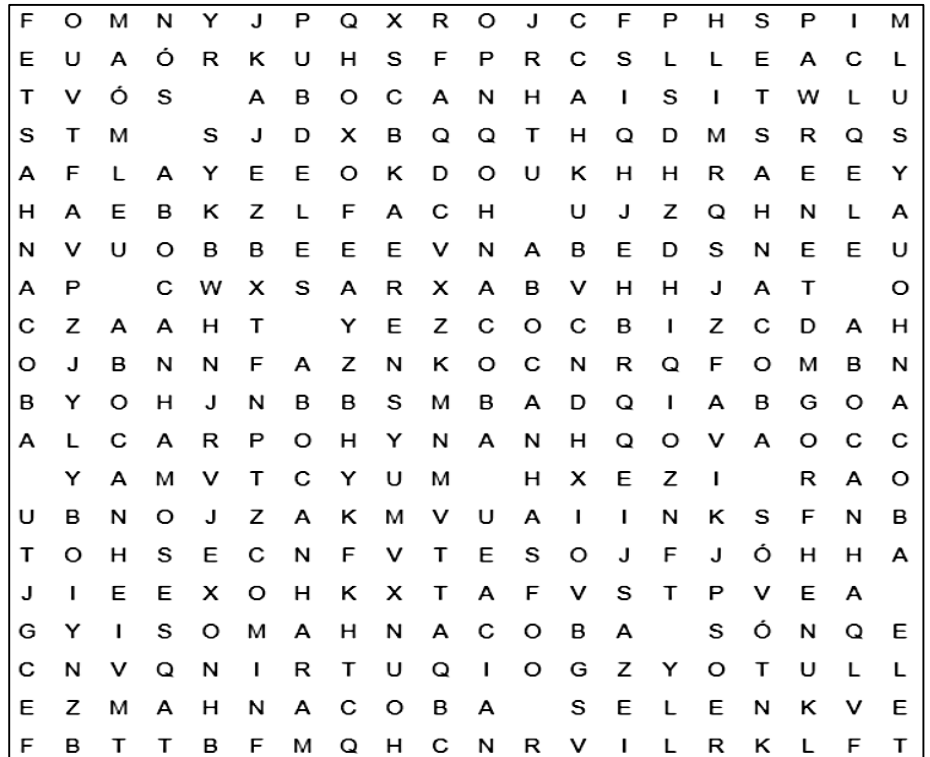 F O M N Y J P Q X R O J C F P H S P I M
E U A Ó R K U H S F P R C S L L E A C L
T V Ó S   A B O C A N H A I S I T W L U
S T M   S J D X B Q Q T H Q D M S R Q S
A F L A Y E E O K D O U K H H R A E E Y
H A E B K Z L F A C H   U J Z Q H N L A
N V U O B B E E E V N A B E D S N E E U
A P   C W X S A R X A B V H H J A T   O
C Z A A H T   Y E Z C O C B I Z C D A H
O J B N N F A Z N K O C N R Q F O M B N
B Y O H J N B B S M B A D Q I A B G O A
A L C A R P O H Y N A N H Q O V A O C C
  Y A M V T C Y U M   H X E Z I   R A O
U B N O J Z A K M V U A I I N K S F N B
T O H S E C N F V T E S O J F J Ó H H A
J I E E X O H K X T A F V S T P V E A
G Y I S O M A H N A C O B A   S Ó N Q E
C N V Q N I R T U Q I O G Z Y O T U L L
E Z M A H N A C O B A   S E L E N K V E
F B T T B F M Q H C N R V I L R K L F T